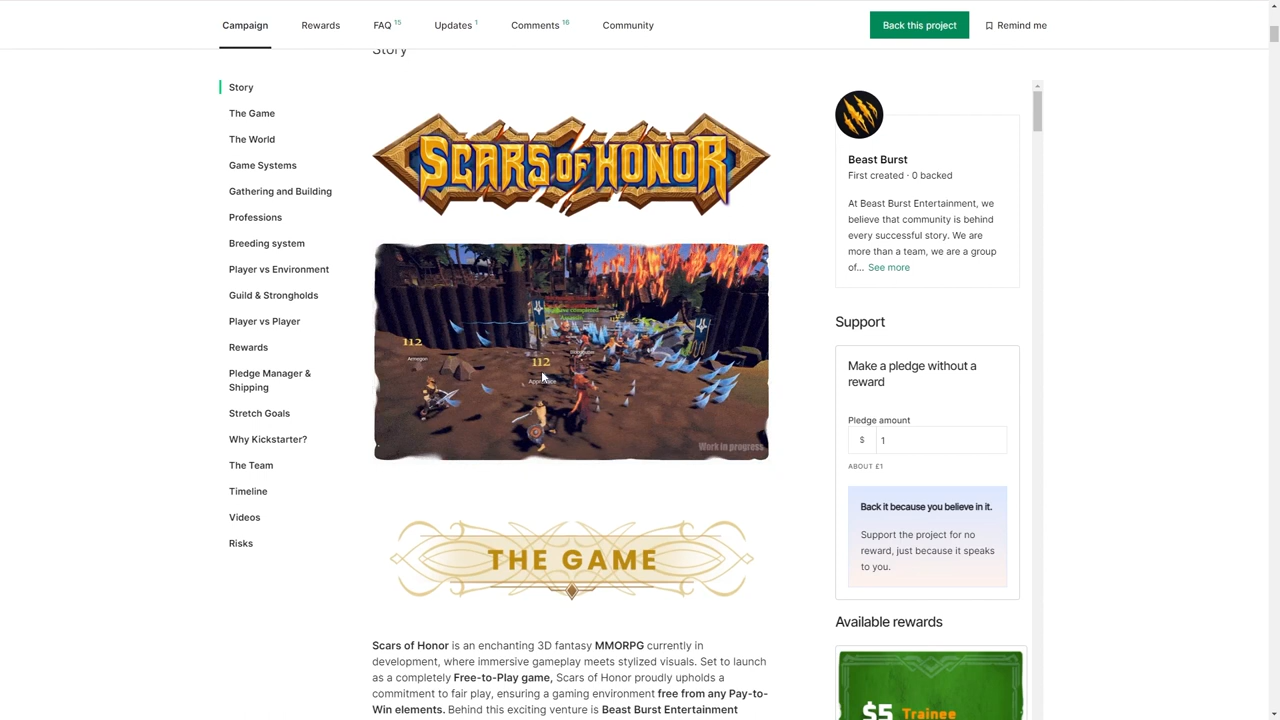 Campaign
Rewards
FAQ 15
Updates 1
Comments 16
Community
Back this project
Remind me
Story
Story
The Game
The World
Game Systems
Gathering and Building
Professions
Breeding system
Player vs Environment
Guild & Strongholds
Player vs Player
Rewards
Pledge Manager &
Shipping
Stretch Goals
Why Kickstarter?
The Team
Timeline
Videos
Risks
SCARS OF HONOR
112
112
Work in progress
THE GAME
Scars of Honor is an enchanting 3D fantasy MMORPG currently in
development, where immersive gameplay meets stylized visuals. Set to launch
as a completely Free-to-Play game, Scars of Honor proudly upholds a
commitment to fair play, ensuring a gaming environment free from any Pay-to-
Win elements. Behind this exciting venture is Beast Burst Entertainment
Beast Burst
First created · 0 backed
At Beast Burst Entertainment, we
believe that community is behind
every successful story. We are
more than a team, we are a group
of... See more
Support
Make a pledge without a
reward
Pledge amount
$ 1
ABOUT £1
Back it because you believe in it.
Support the project for no
reward, just because it speaks
to you.
Available rewards
$5 Trainee